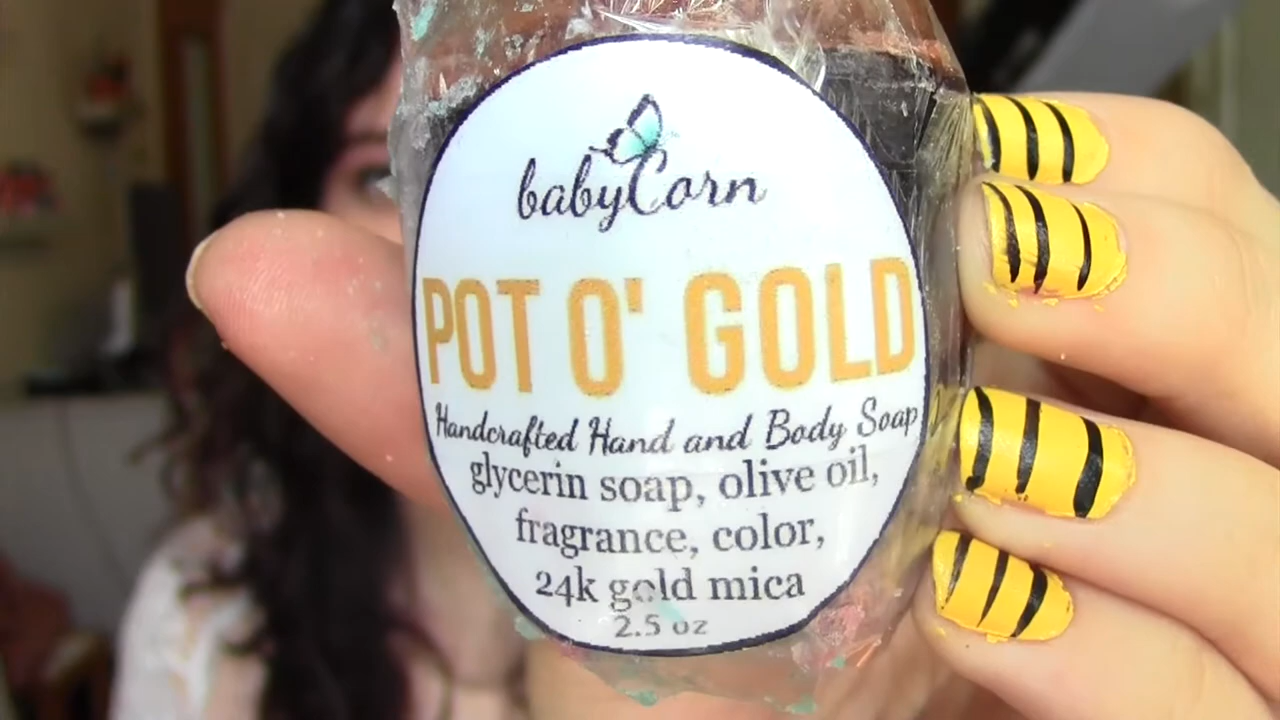 babyCorn
POT O' GOLD
Handcrafted Hand and Body Soap
glycerin soap, olive oil,
fragrance, color,
24k gold mica
2.5 oz